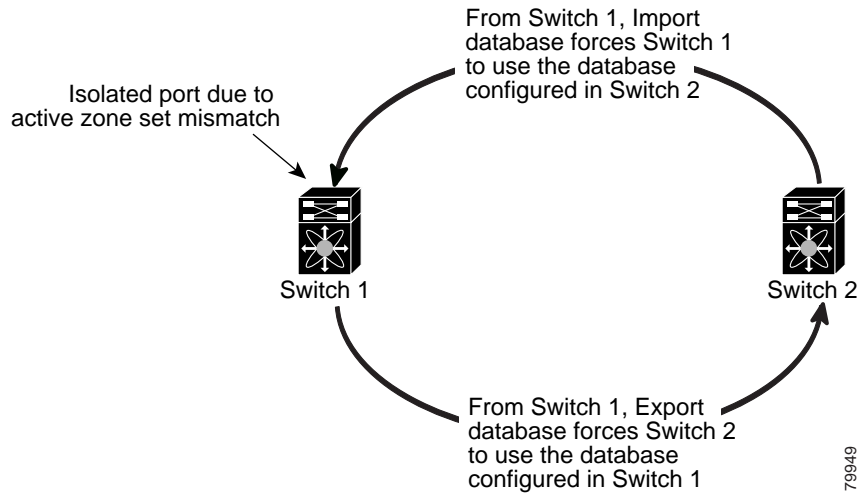 From Switch 1, Import
database forces Switch 1
to use the database
configured in Switch 2
Isolated port due to
active zone set mismatch
Switch 1
Switch 2
From Switch 1, Export
database forces Switch 2
to use the database
configured in Switch 1
79949